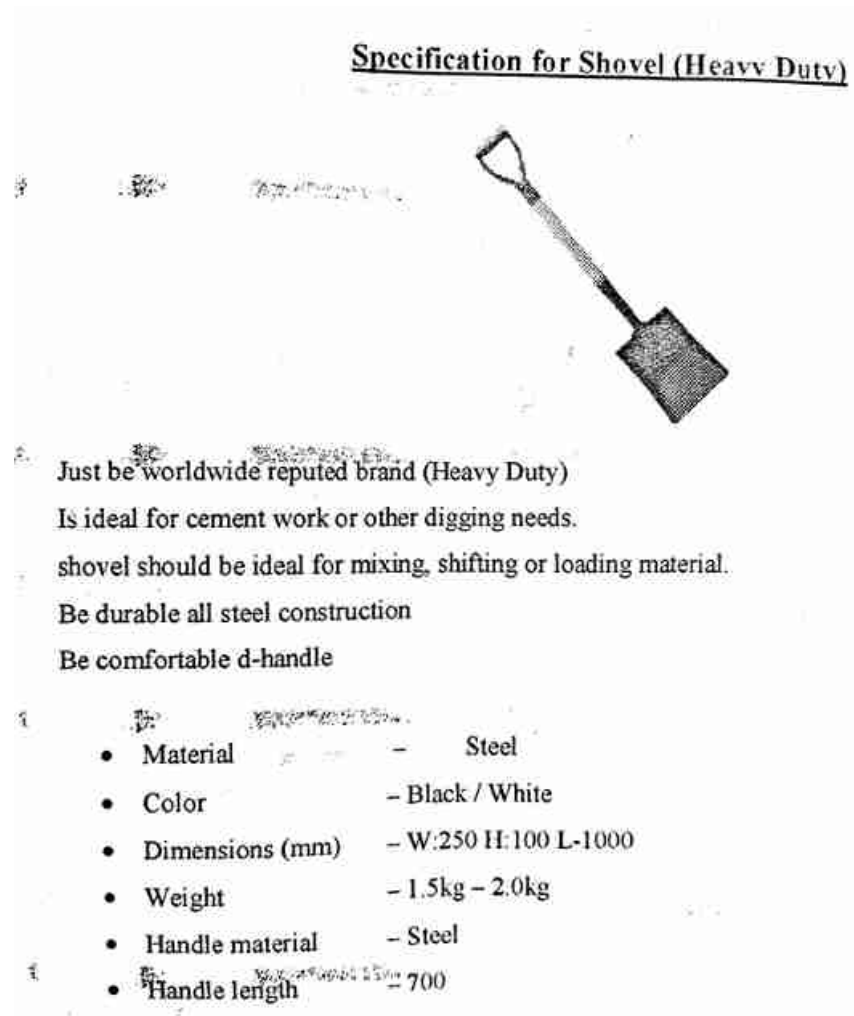 Specification for Shovel (Heavy Duty)
Just be worldwide reputed brand (Heavy Duty)
Is ideal for cement work or other digging needs.
shovel should be ideal for mixing, shifting or loading material.
Be durable all steel construction
Be comfortable d-handle
• Material – Steel
• Color – Black / White
• Dimensions (mm) – W:250 H:100 L-1000
• Weight – 1.5kg – 2.0kg
• Handle material – Steel
• Handle length – 700